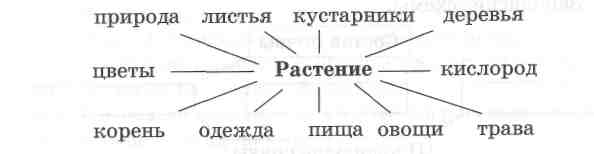 природа листья кустарники деревья
цветы Растение кислород
корень одежда пища овощи трава